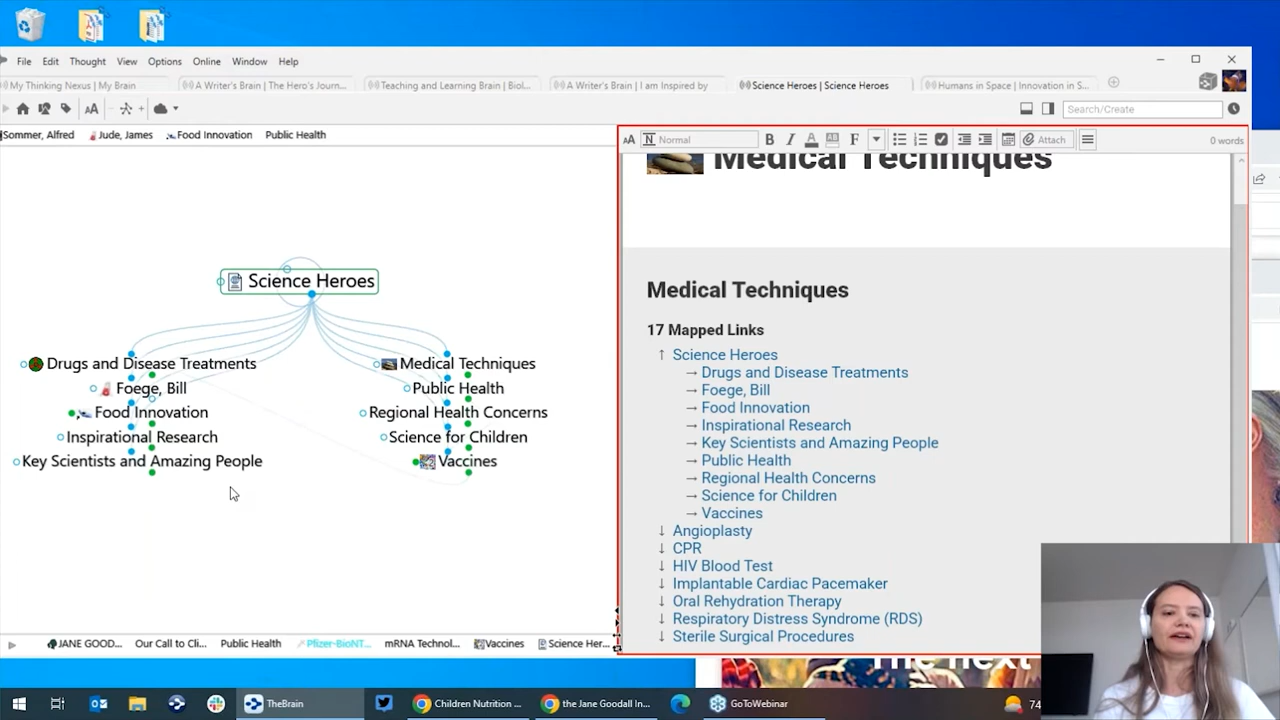 File Edit Thought View Options Online Window Help
My Thinking Nexus | My Brain A Writer's Brain | The Hero's Journ... Teaching and Learning Brain | Biol... A Writer's Brain | I am Inspired by Science Heroes | Science Heroes Humans in Space | Innovation in S...
AA Search/Create
Sommer, Alfred Jude, James Food Innovation Public Health
AA N Normal B I A AB F Attach 0 words
Medical Techniques
Science Heroes
Drugs and Disease Treatments
Foege, Bill
Food Innovation
Inspirational Research
Key Scientists and Amazing People
Medical Techniques
Public Health
Regional Health Concerns
Science for Children
Vaccines
Medical Techniques
17 Mapped Links
↑ Science Heroes
→ Drugs and Disease Treatments
→ Foege, Bill
→ Food Innovation
→ Inspirational Research
→ Key Scientists and Amazing People
→ Public Health
→ Regional Health Concerns
→ Science for Children
→ Vaccines
↓ Angioplasty
↓ CPR
↓ HIV Blood Test
↓ Implantable Cardiac Pacemaker
↓ Oral Rehydration Therapy
↓ Respiratory Distress Syndrome (RDS)
↓ Sterile Surgical Procedures
JANE GOOD... Our Call to Cli... Public Health Pfizer-BioNT... mRNA Technol... Vaccines Science Her...
The next
TheBrain Children Nutrition ... the Jane Goodall In... GoToWebinar 74